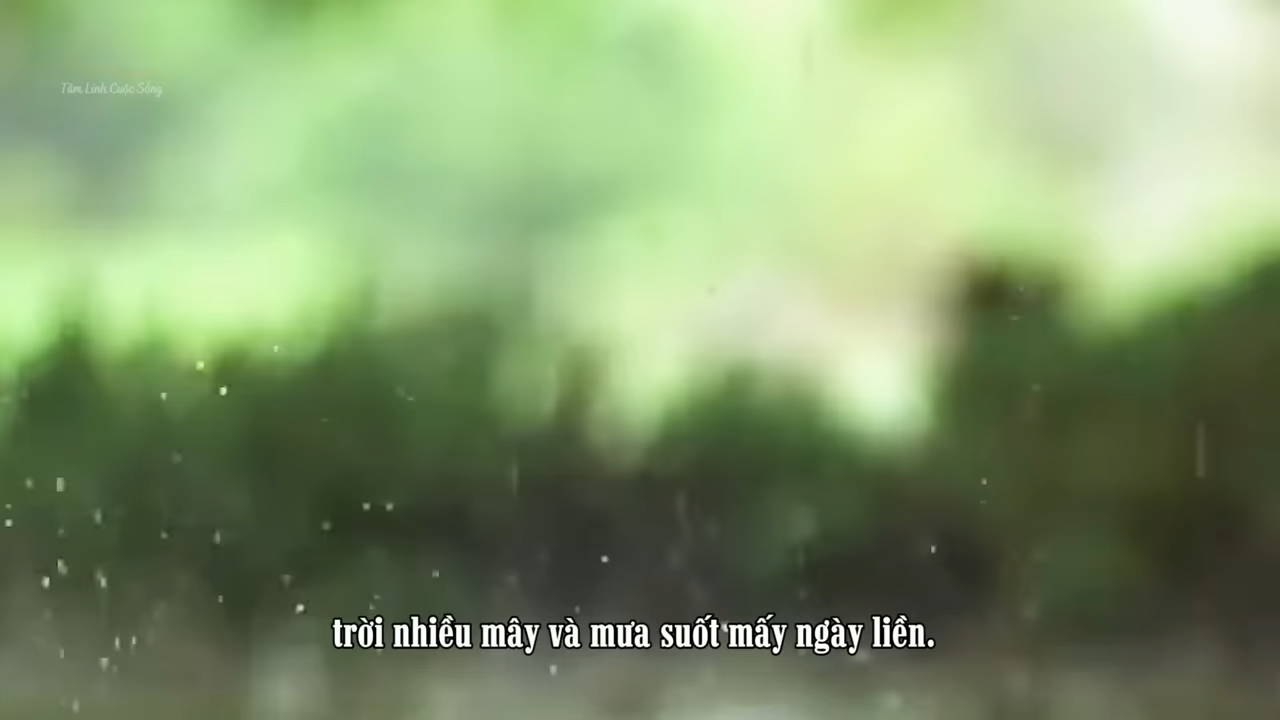 Tâm Linh Cuộc Sống
trời nhiều mây và mưa suốt mấy ngày liền.